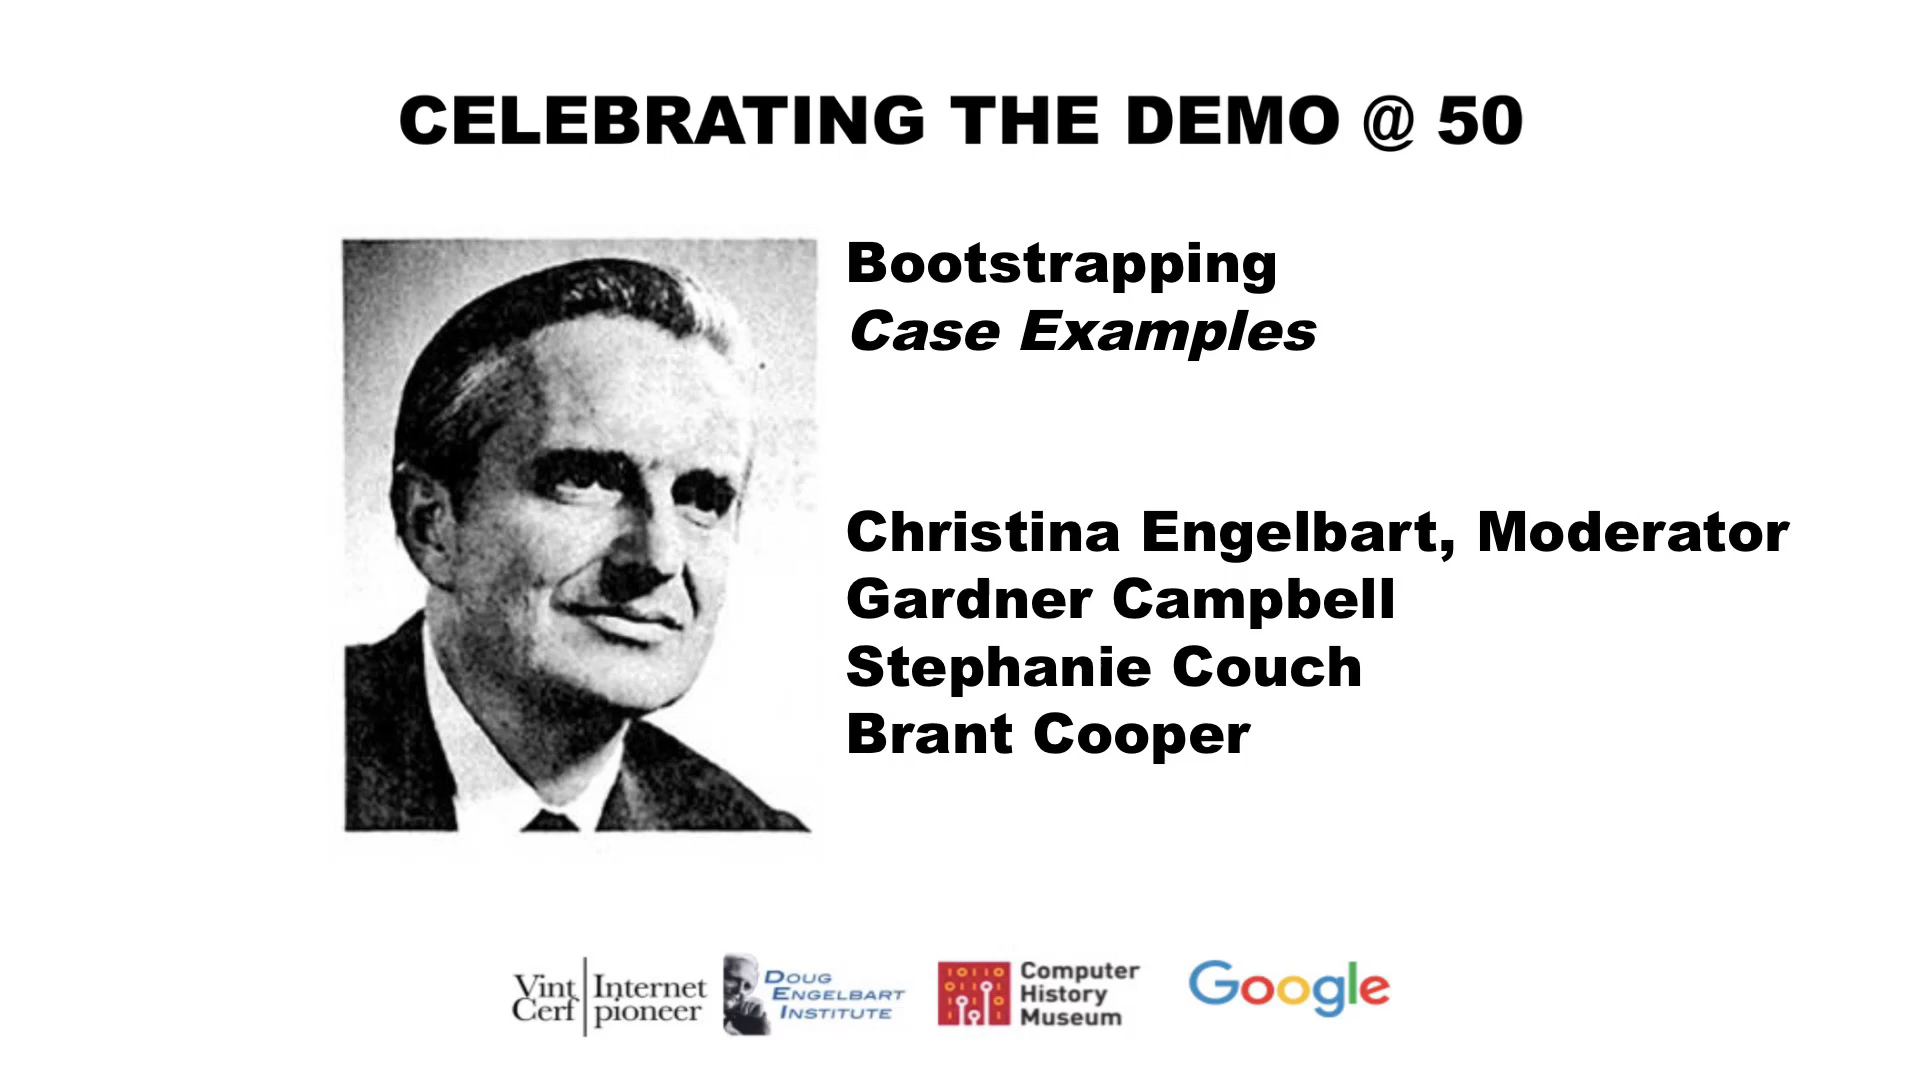 CELEBRATING THE DEMO @ 50
Bootstrapping
Case Examples
Christina Engelbart, Moderator
Gardner Campbell
Stephanie Couch
Brant Cooper
Vint Cerf
Internet pioneer
DOUG
ENGELBART
INSTITUTE
10110
Computer
History
Museum
Google